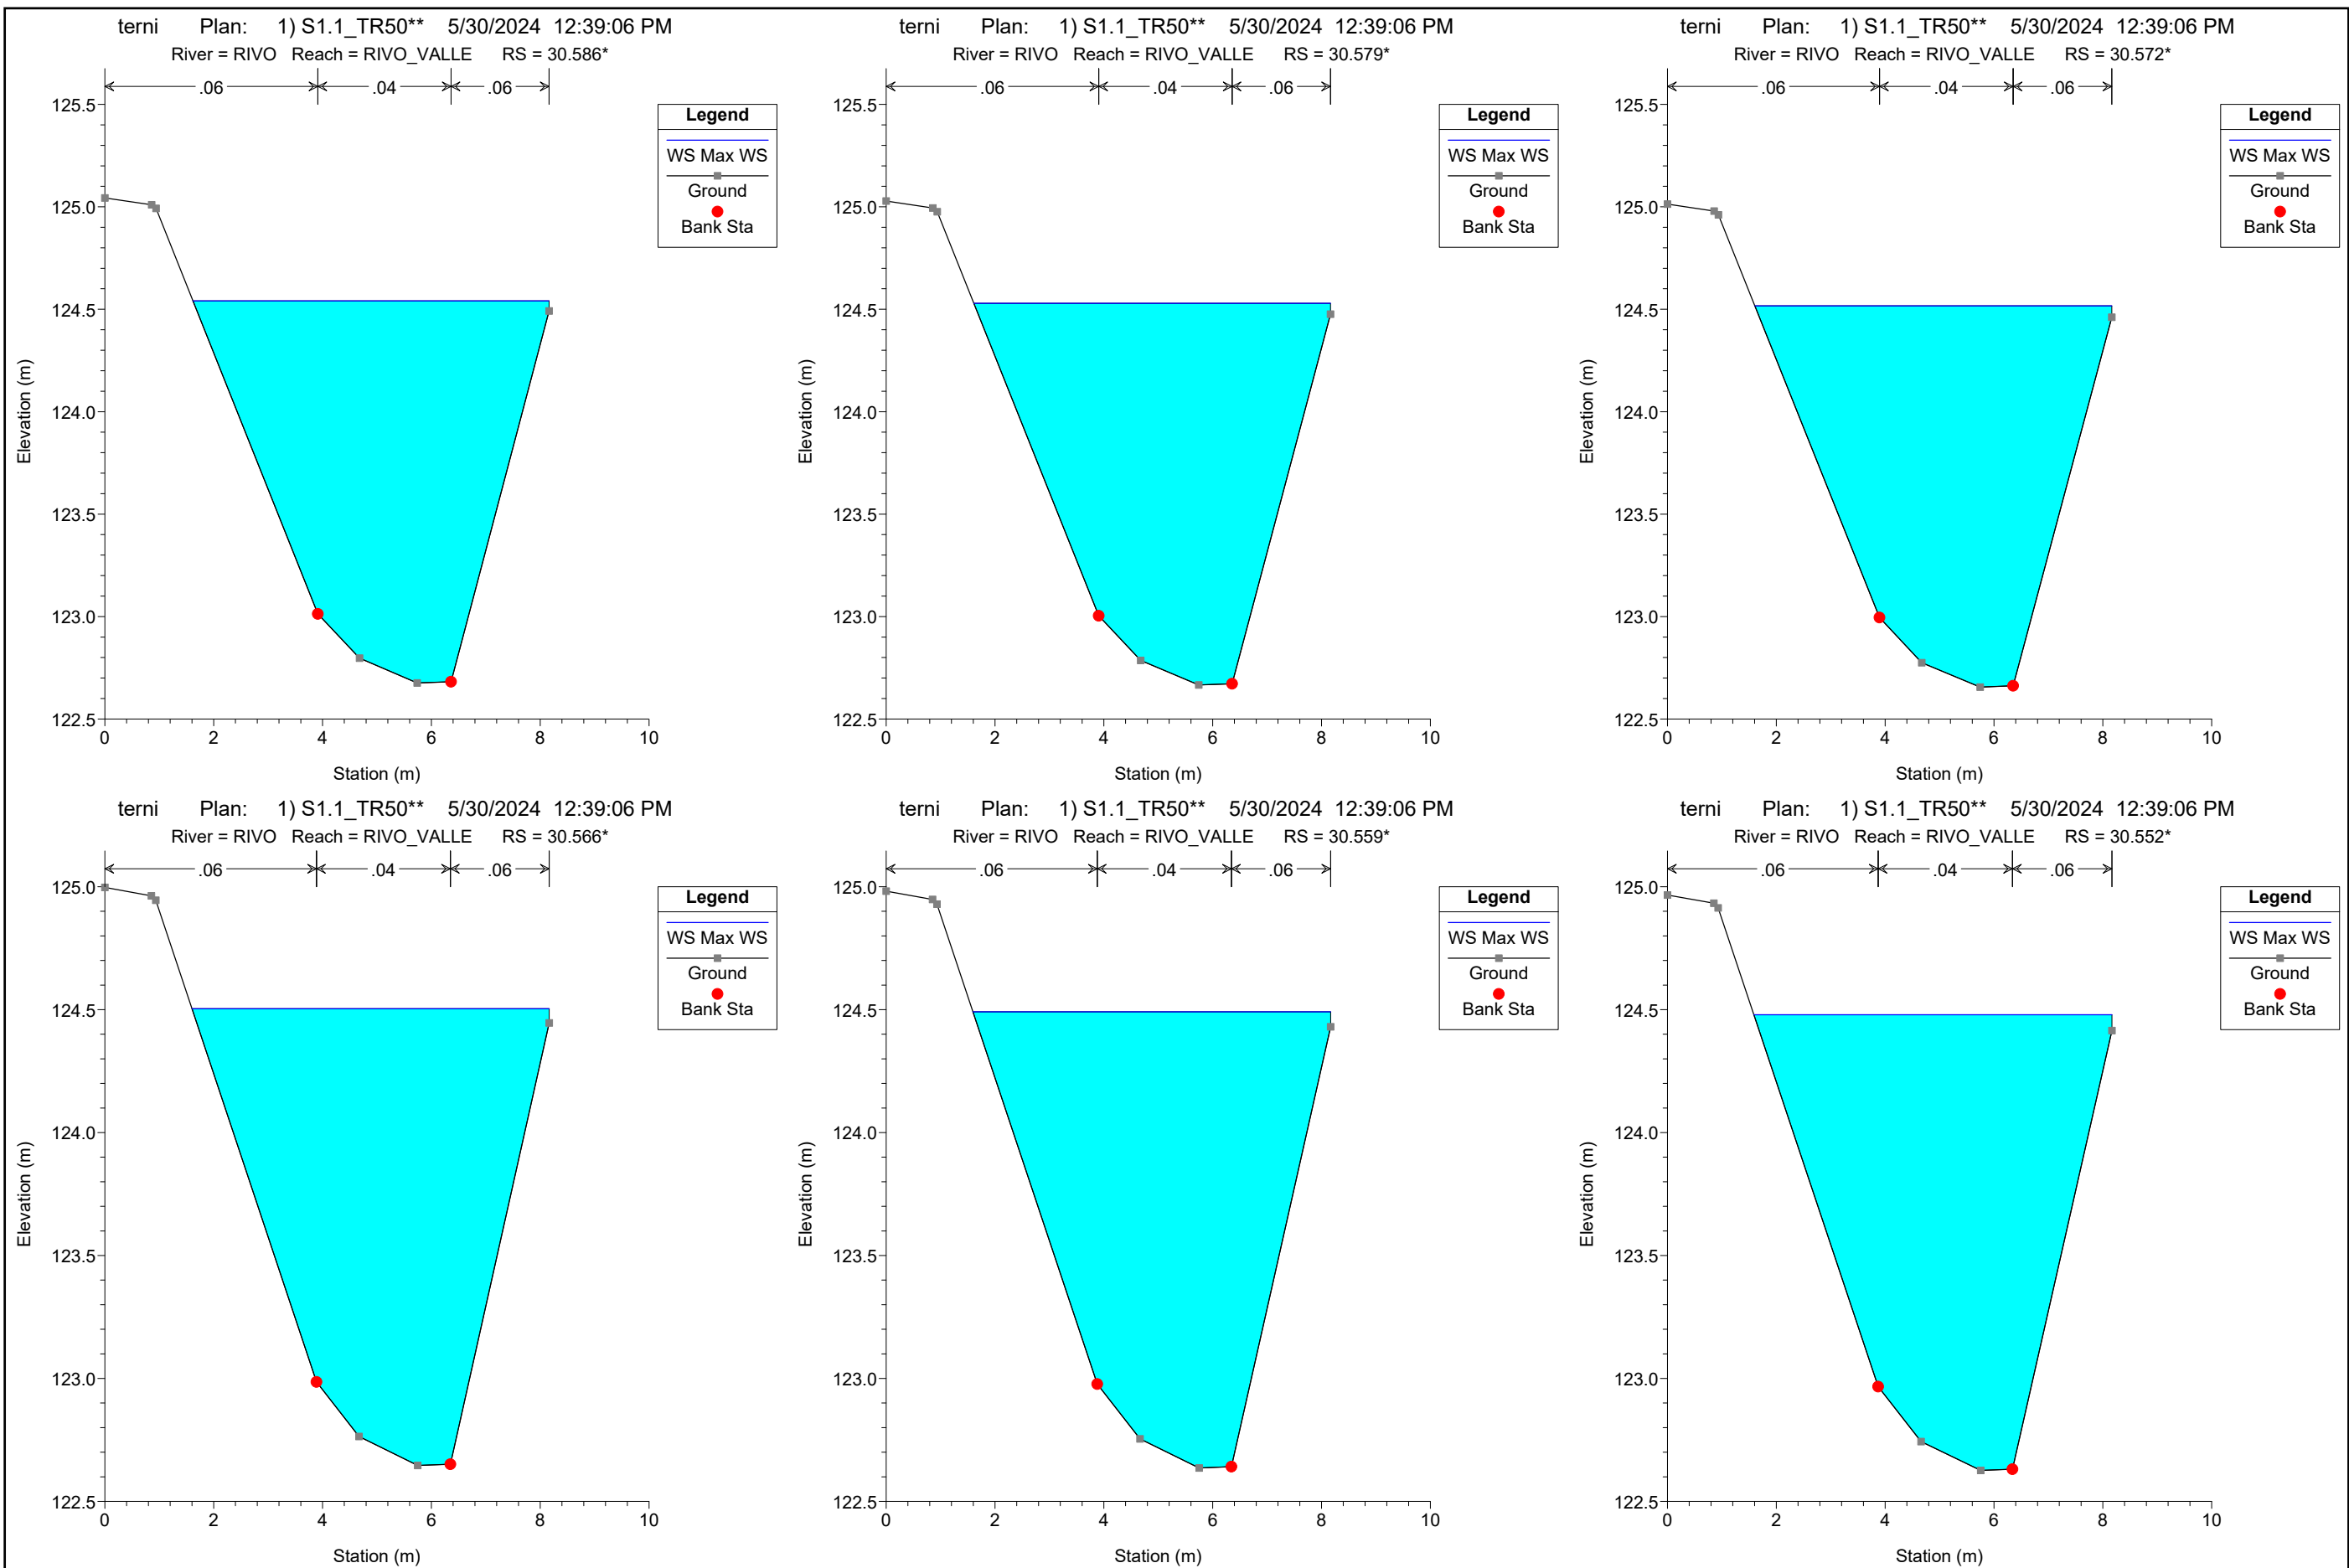 terni Plan: 1) S1.1_TR50** 5/30/2024 12:39:06 PM
River = RIVO Reach = RIVO_VALLE RS = 30.586*
.06 .04 .06
125.5
125.0
124.5
124.0
123.5
123.0
122.5
Elevation (m)
0 2 4 6 8 10
Station (m)
Legend
WS Max WS
Ground
Bank Sta
terni Plan: 1) S1.1_TR50** 5/30/2024 12:39:06 PM
River = RIVO Reach = RIVO_VALLE RS = 30.579*
.06 .04 .06
125.5
125.0
124.5
124.0
123.5
123.0
122.5
Elevation (m)
0 2 4 6 8 10
Station (m)
Legend
WS Max WS
Ground
Bank Sta
terni Plan: 1) S1.1_TR50** 5/30/2024 12:39:06 PM
River = RIVO Reach = RIVO_VALLE RS = 30.572*
.06 .04 .06
125.5
125.0
124.5
124.0
123.5
123.0
122.5
Elevation (m)
0 2 4 6 8 10
Station (m)
Legend
WS Max WS
Ground
Bank Sta
terni Plan: 1) S1.1_TR50** 5/30/2024 12:39:06 PM
River = RIVO Reach = RIVO_VALLE RS = 30.566*
.06 .04 .06
125.0
124.5
124.0
123.5
123.0
122.5
Elevation (m)
0 2 4 6 8 10
Station (m)
Legend
WS Max WS
Ground
Bank Sta
terni Plan: 1) S1.1_TR50** 5/30/2024 12:39:06 PM
River = RIVO Reach = RIVO_VALLE RS = 30.559*
.06 .04 .06
125.0
124.5
124.0
123.5
123.0
122.5
Elevation (m)
0 2 4 6 8 10
Station (m)
Legend
WS Max WS
Ground
Bank Sta
terni Plan: 1) S1.1_TR50** 5/30/2024 12:39:06 PM
River = RIVO Reach = RIVO_VALLE RS = 30.552*
.06 .04 .06
125.0
124.5
124.0
123.5
123.0
122.5
Elevation (m)
0 2 4 6 8 10
Station (m)
Legend
WS Max WS
Ground
Bank Sta